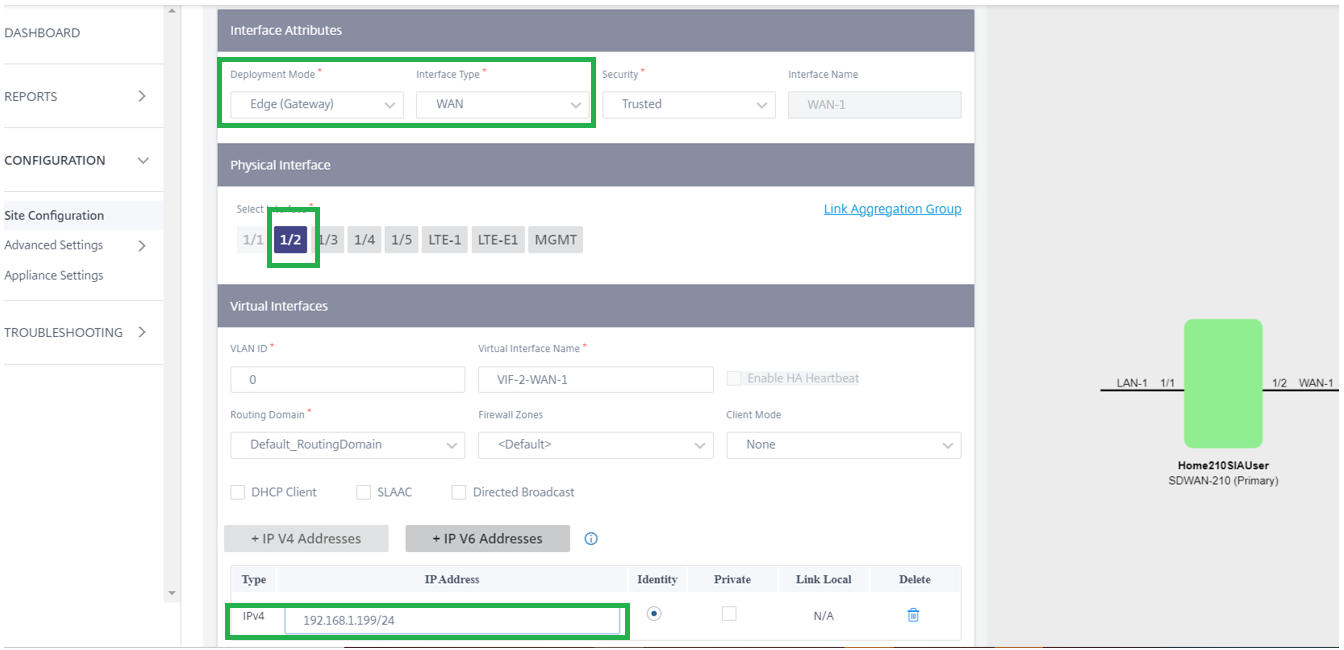 DASHBOARD
REPORTS
CONFIGURATION
Site Configuration
Advanced Settings
Appliance Settings
TROUBLESHOOTING
Interface Attributes
Deployment Mode * Interface Type * Security * Interface Name
Edge (Gateway) WAN Trusted WAN-1
Physical Interface
Select Interface * Link Aggregation Group
1/1 1/2 1/3 1/4 1/5 LTE-1 LTE-E1 MGMT
Virtual Interfaces
VLAN ID * Virtual Interface Name *
0 VIF-2-WAN-1 Enable HA Heartbeat
Routing Domain * Firewall Zones Client Mode
Default_RoutingDomain <Default> None
DHCP Client SLAAC Directed Broadcast
+ IP V4 Addresses + IP V6 Addresses
Type IP Address Identity Private Link Local Delete
IPv4 192.168.1.199/24 N/A
LAN-1 1/1 1/2 WAN-1
Home210SIAUser
SDWAN-210 (Primary)